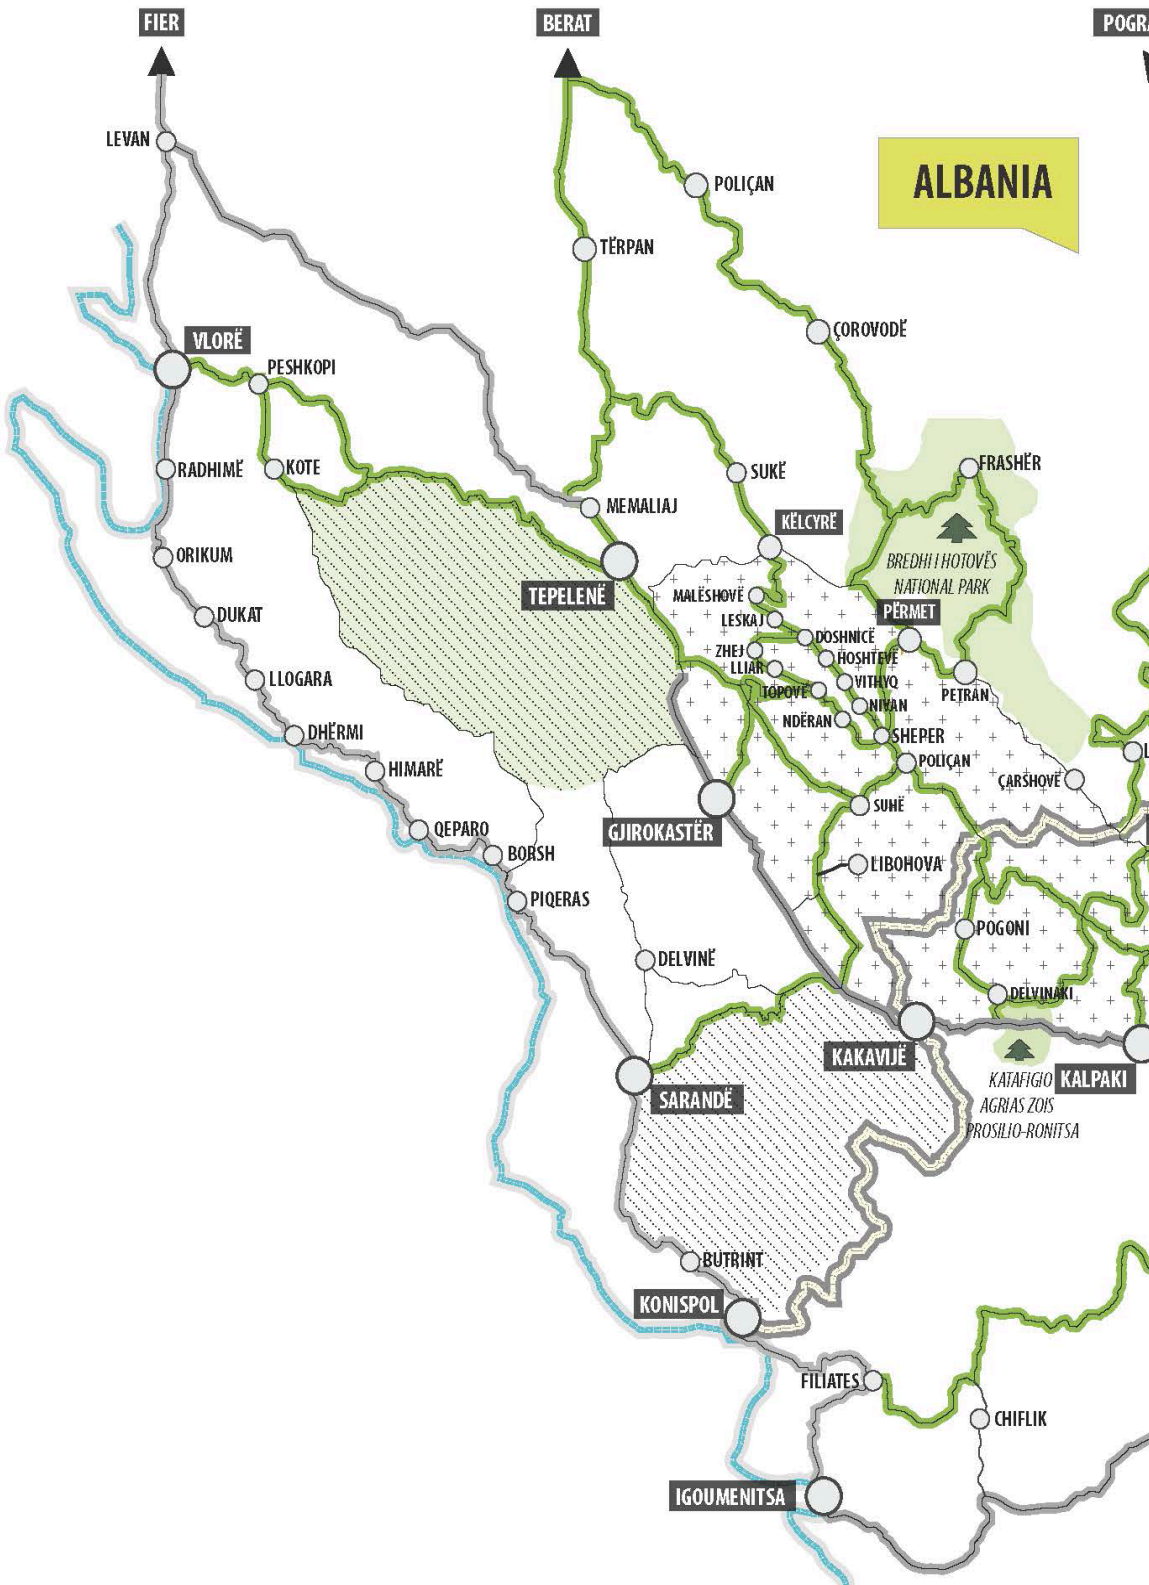 FIER
BERAT
POGRA
LEVAN
ALBANIA
POLIÇAN
TËRPAN
ÇOROVODË
VLORË
PESHKOPI
RADHIMË
KOTE
SUKË
FRASHËR
MEMALIAJ
KËLCYRË
ORIKUM
BREDHI I HOTOVËS
NATIONAL PARK
TEPELENË
MALËSHOVË
PËRMET
DUKAT
LESKAJ
DOSHNICË
ZHEJ
HOSHTEVË
LLIAR
LLOGARA
VITHYQ
TOPOVË
PETRAN
NIVAN
NDËRAN
DHËRMI
SHEPER
L
POLIÇAN
HIMARË
ÇARSHOVË
SUHË
GJIROKASTËR
QEPARO
BORSH
LIBOHOVA
PIQERAS
POGONI
DELVINË
DELVINAKI
KAKAVIJË
KATAFIGIO
AGRIAS ZOIS
PROSILIO-RONITSA
KALPAKI
SARANDË
BUTRINT
KONISPOL
FILIATES
CHIFLIK
IGOUMENITSA